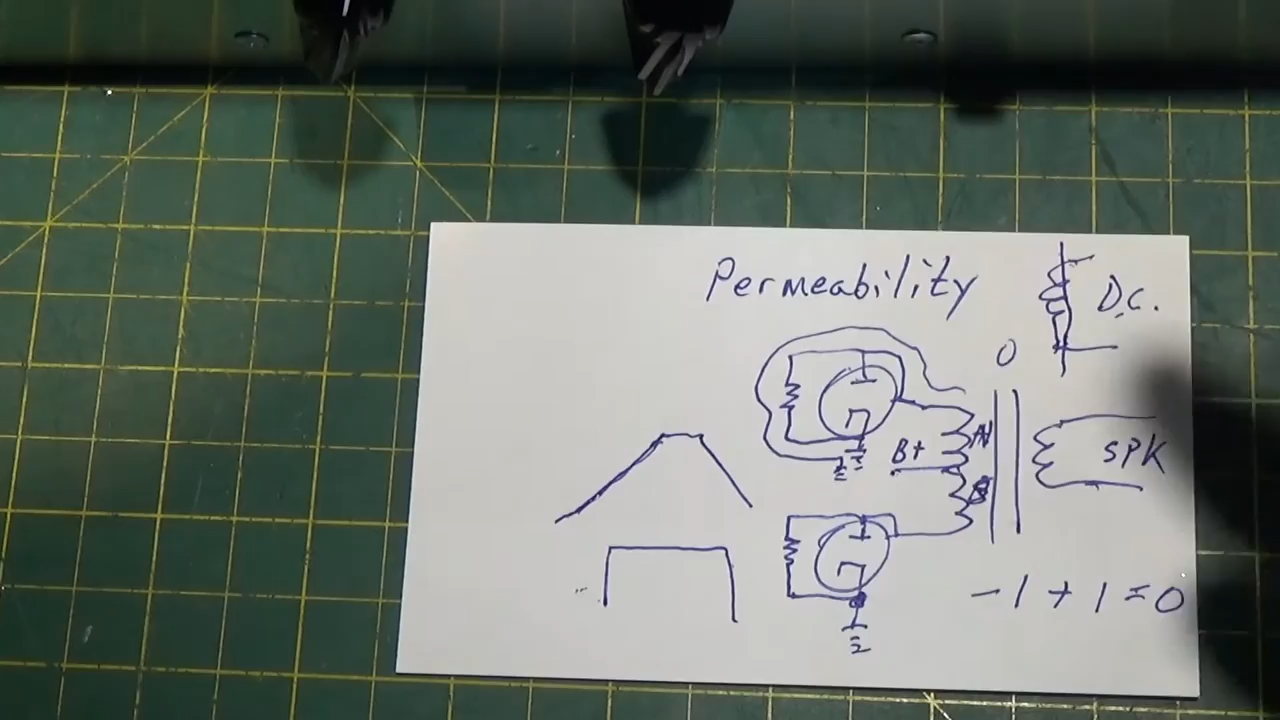 Permeability
D.C.
0
B+
SPK
-1 + 1 = 0